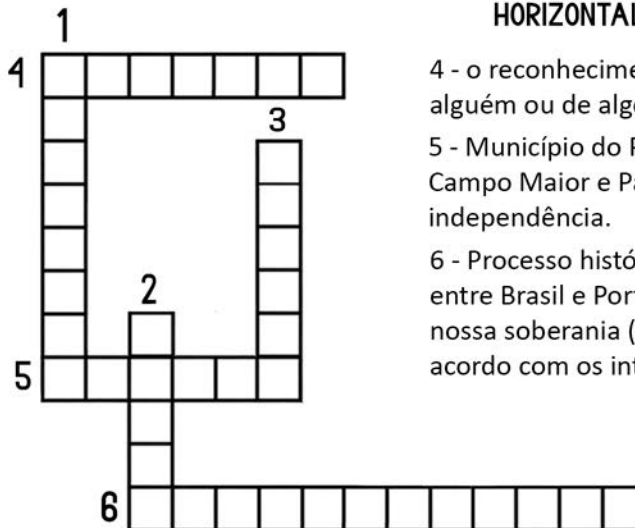 HORIZONTAL
1
4
4 - o reconhecime
alguém ou de alg
3
5 - Município do
Campo Maior e Pa
independência.
6 - Processo histó
2
entre Brasil e Por
nossa soberania (
5
acordo com os int
6